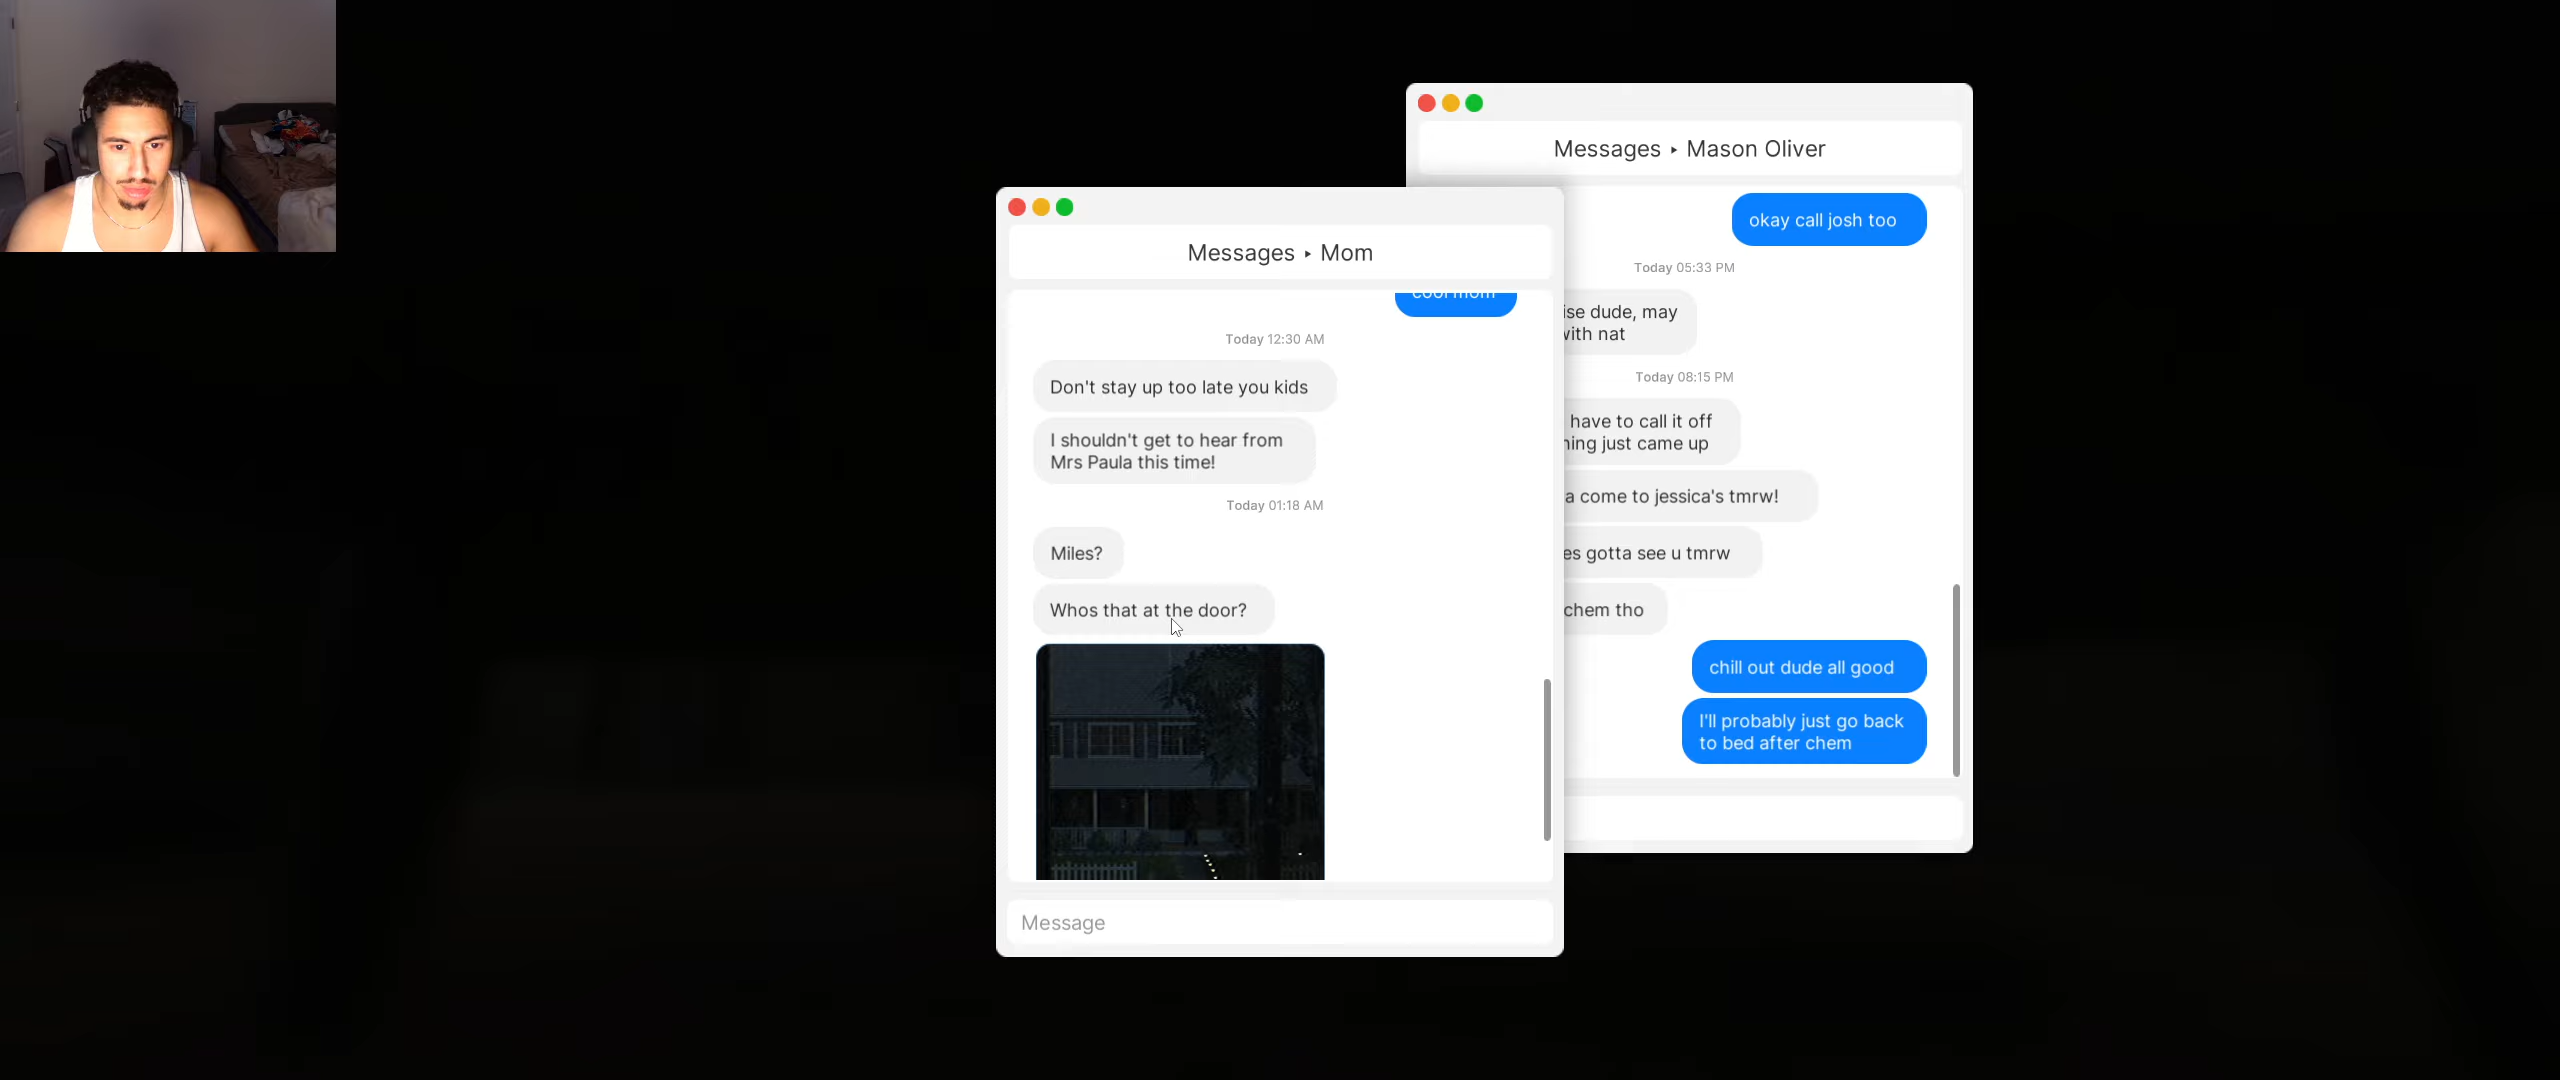 Messages ‣ Mason Oliver
okay call josh too
Today 05:33 PM
dude, may
with nat
Today 08:15 PM
have to call it off
just came up
come to jessica's tmrw!
gotta see u tmrw
chem tho
chill out dude all good
I'll probably just go back
to bed after chem
Messages ‣ Mom
cool mom
Today 12:30 AM
Don't stay up too late you kids
I shouldn't get to hear from
Mrs Paula this time!
Today 01:18 AM
Miles?
Whos that at the door?
Message